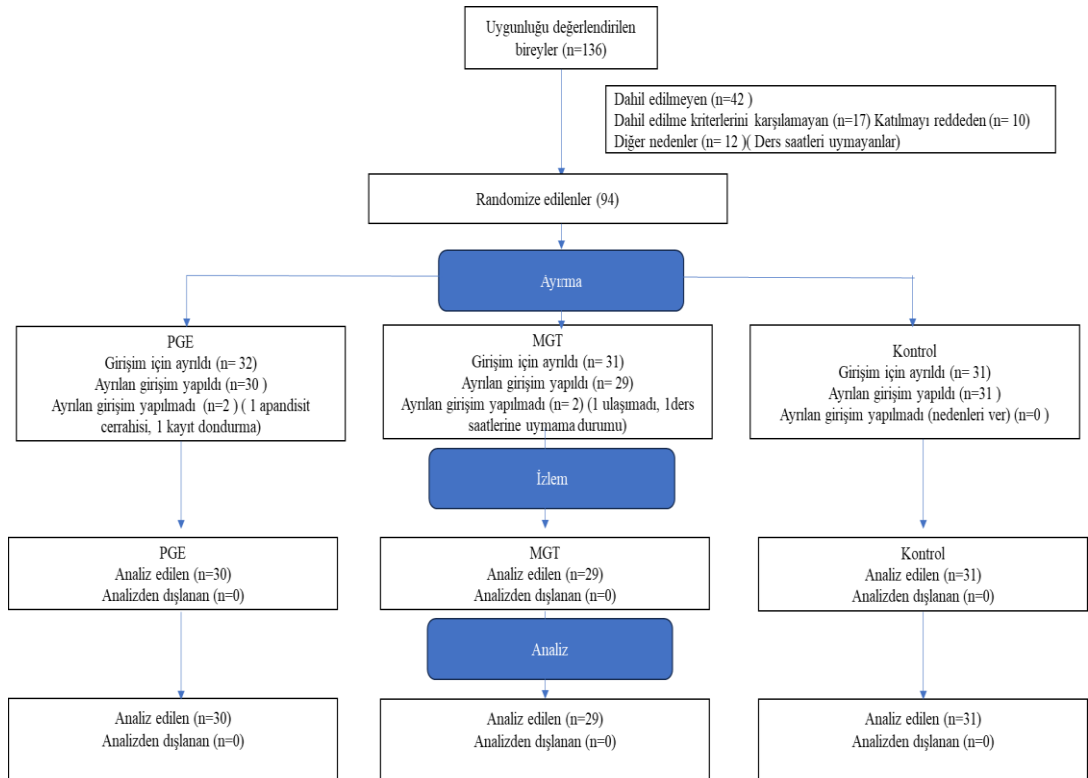 Uygunluğu değerlendirilen
bireyler (n=136)
Dahil edilmeyen (n=42 )
Dahil edilme kriterlerini karşılamayan (n=17) Katılmayı reddeden (n= 10)
Diğer nedenler (n= 12 )( Ders saatleri uymayanlar)
Randomize edilenler (94)
Ayırma
PGE
Girişim için ayrıldı (n= 32)
Ayrılan girişim yapıldı (n=30 )
Ayrılan girişim yapılmadı (n=2 ) ( 1 apandisit
cerrahisi, 1 kayıt dondurma)
MGT
Girişim için ayrıldı (n= 31)
Ayrılan girişim yapıldı (n= 29)
Ayrılan girişim yapılmadı (n= 2) (1 ulaşımadı, 1ders
saatlerine uymama durumu)
Kontrol
Girişim için ayrıldı (n= 31)
Ayrılan girişim yapıldı (n=31 )
Ayrılan girişim yapılmadı (nedenleri ver) (n=0 )
İzlem
PGE
Analiz edilen (n=30)
Analizden dışlanan (n=0)
MGT
Analiz edilen (n=29)
Analizden dışlanan (n=0)
Kontrol
Analiz edilen (n=31)
Analizden dışlanan (n=0)
Analiz
Analiz edilen (n=30)
Analizden dışlanan (n=0)
Analiz edilen (n=29)
Analizden dışlanan (n=0)
Analiz edilen (n=31)
Analizden dışlanan (n=0)